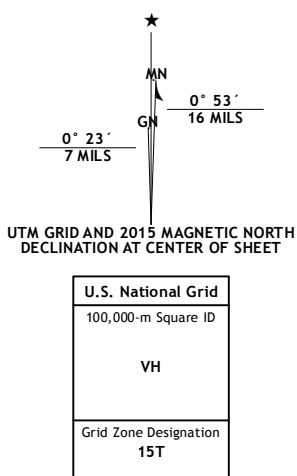 MN
0° 53´
16 MILS
GN
0° 23´
7 MILS
UTM GRID AND 2015 MAGNETIC NORTH
DECLINATION AT CENTER OF SHEET
U.S. National Grid
100,000-m Square ID
VH
Grid Zone Designation
15T